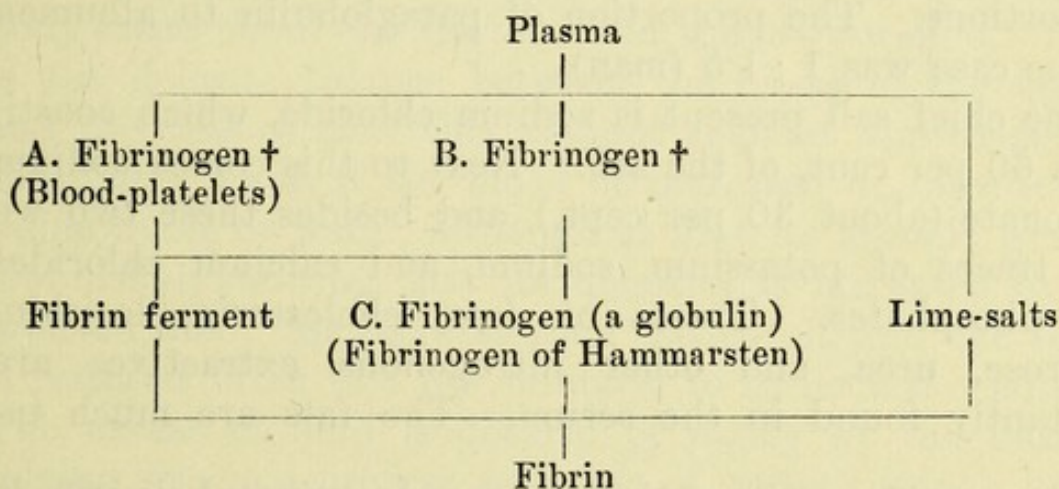 Plasma
A. Fibrinogen † B. Fibrinogen †
(Blood-platelets)
Fibrin ferment C. Fibrinogen (a globulin) Lime-salts
(Fibrinogen of Hammarsten)
Fibrin